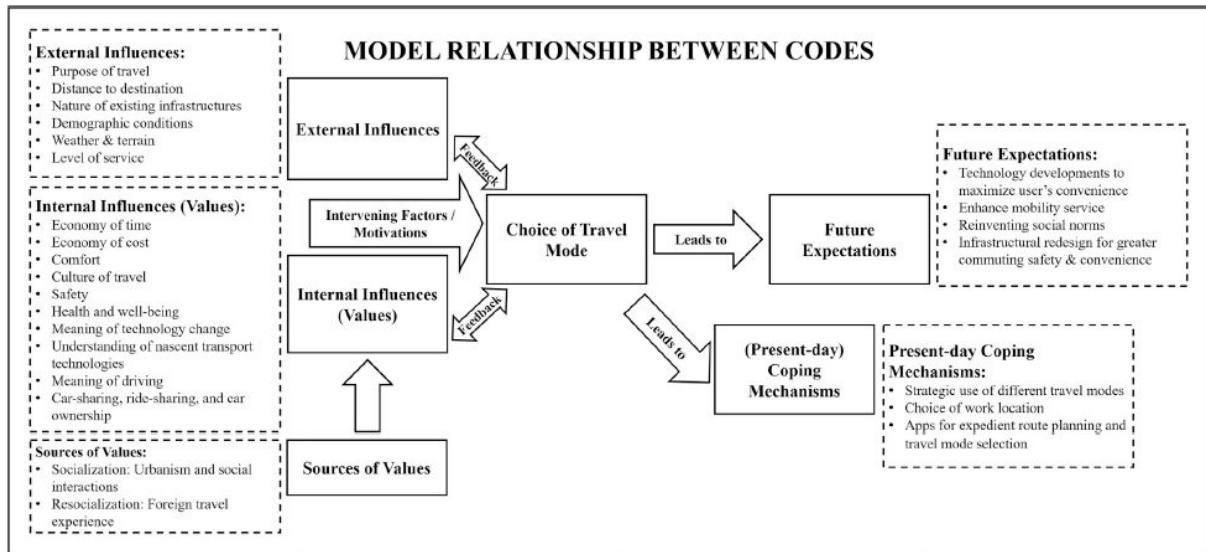 MODEL RELATIONSHIP BETWEEN CODES
External Influences:
• Purpose of travel
• Distance to destination
• Nature of existing infrastructures
• Demographic conditions
• Weather & terrain
• Level of service
Internal Influences (Values):
• Economy of time
• Economy of cost
• Comfort
• Culture of travel
• Safety
• Health and well-being
• Meaning of technology change
• Understanding of nascent transport
technologies
• Meaning of driving
• Car-sharing, ride-sharing, and car
ownership
Sources of Values:
• Socialization: Urbanism and social
interactions
• Resocialization: Foreign travel
experience
External Influences
Feedback
Intervening Factors /
Motivations
Internal Influences
(Values)
Feedback
Sources of Values
Choice of Travel
Mode
Leads to
Future
Expectations
Leads to
(Present-day)
Coping
Mechanisms
Future Expectations:
• Technology developments to
maximize user's convenience
• Enhance mobility service
• Reinventing social norms
• Infrastructural redesign for greater
commuting safety & convenience
Present-day Coping
Mechanisms:
• Strategic use of different travel modes
• Choice of work location
• Apps for expedient route planning and
travel mode selection